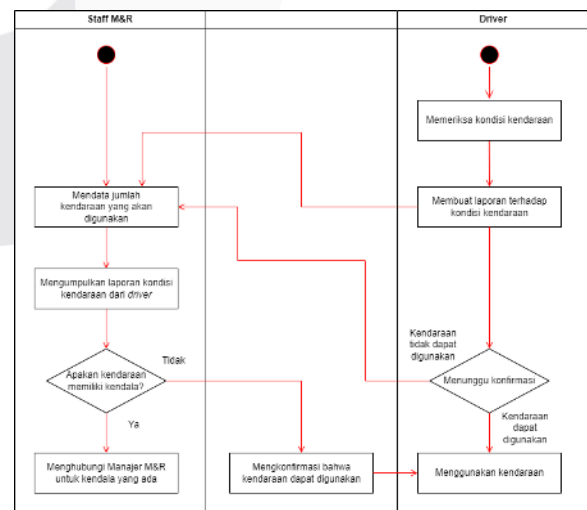 Staff M&R
Driver
Memeriksa kondisi kendaraan
Mendata jumlah
kendaraan yang akan
digunakan
Membuat laporan terhadap
kondisi kendaraan
Mengumpulkan laporan kondisi
kendaraan dari driver
Kendaraan
tidak dapat
digunakan
Tidak
Apakan kendaraan
memiliki kendala?
Menunggu konfirmasi
Ya
Kendaraan
dapat
digunakan
Menghubungi Manajer M&R
untuk kendala yang ada
Mengkonfirmasi bahwa
kendaraan dapat digunakan
Menggunakan kendaraan